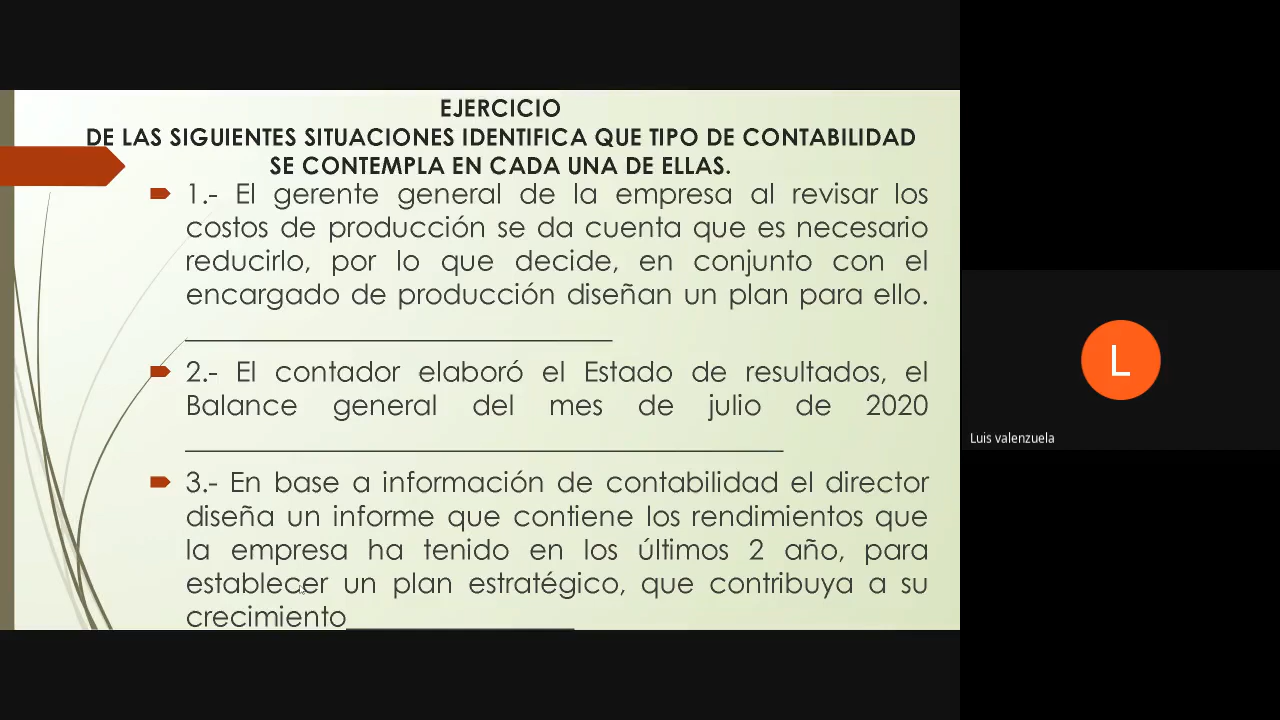 EJERCICIO
DE LAS SIGUIENTES SITUACIONES IDENTIFICA QUE TIPO DE CONTABILIDAD
SE CONTEMPLA EN CADA UNA DE ELLAS.
1.- El gerente general de la empresa al revisar los
costos de producción se da cuenta que es necesario
reducirlo, por lo que decide, en conjunto con el
encargado de producción diseñan un plan para ello.
2.- El contador elaboró el Estado de resultados, el
Balance general del mes de julio de 2020
3.- En base a información de contabilidad el director
diseña un informe que contiene los rendimientos que
la empresa ha tenido en los últimos 2 año, para
establecer un plan estratégico, que contribuya a su
crecimiento
L
Luis valenzuela